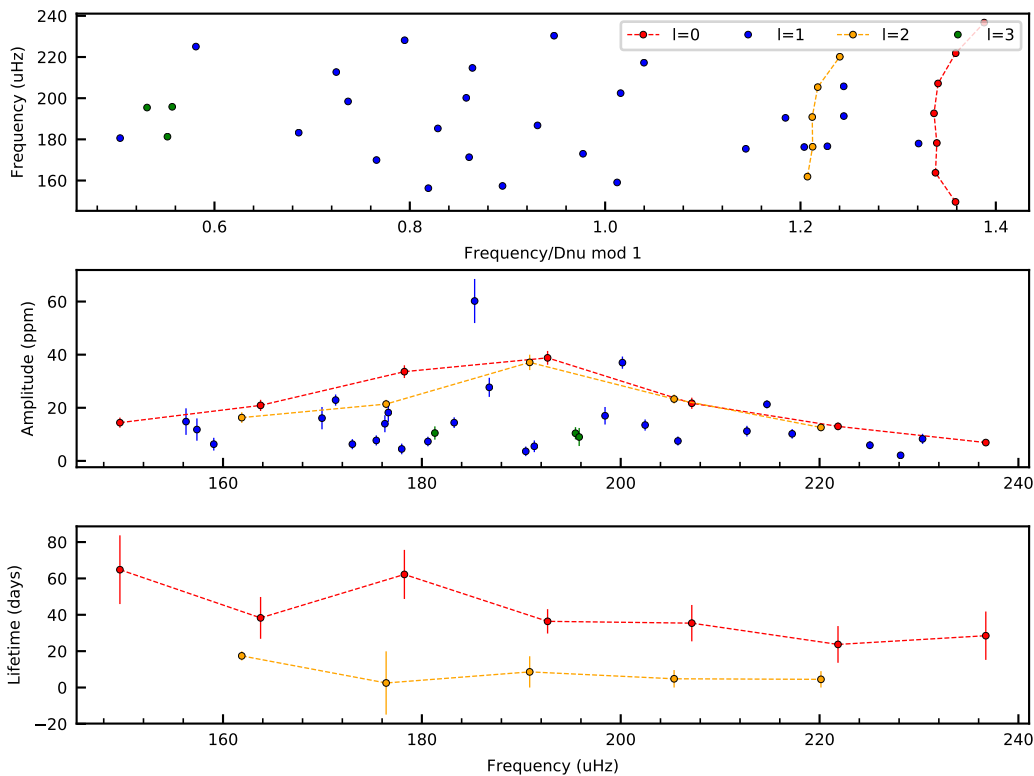 240
220
200
180
160
Frequency (uHz)
l=0 l=1 l=2 l=3
0.6 0.8 1.0 1.2 1.4
Frequency/Dnu mod 1
60
40
20
0
Amplitude (ppm)
160 180 200 220 240
80
60
40
20
0
−20
Lifetime (days)
160 180 200 220 240
Frequency (uHz)